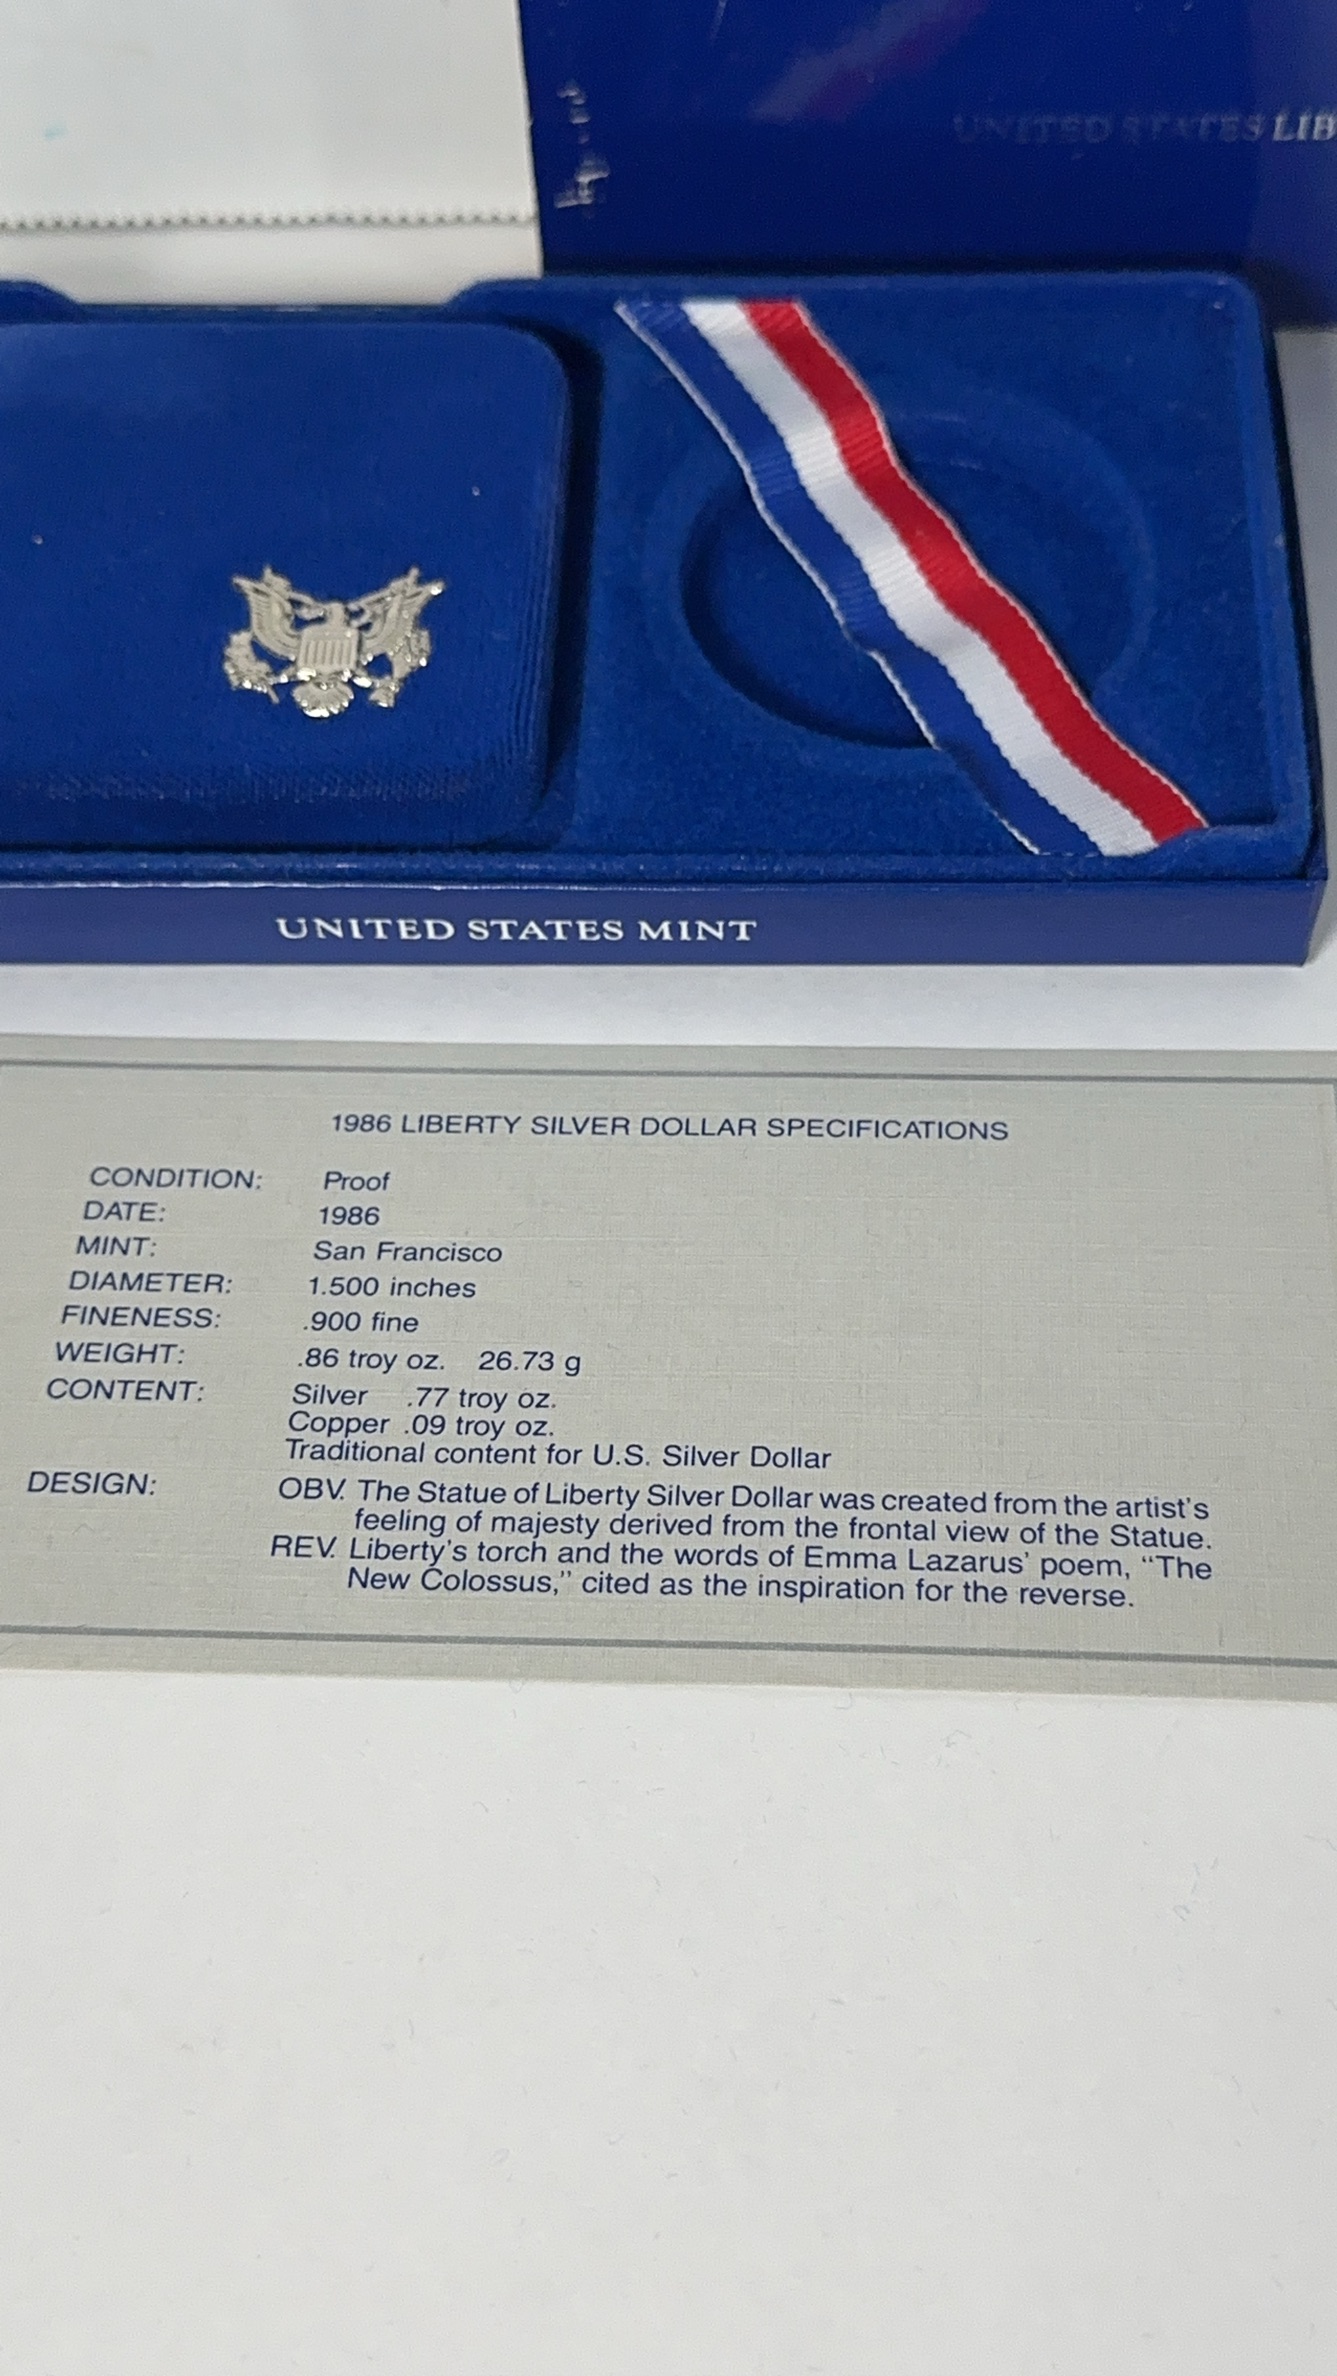 UNITED STATES LIB
UNITED STATES MINT
1986 LIBERTY SILVER DOLLAR SPECIFICATIONS
CONDITION: Proof
DATE: 1986
MINT: San Francisco
DIAMETER: 1.500 inches
FINENESS: .900 fine
WEIGHT: .86 troy oz. 26.73 g
CONTENT: Silver .77 troy oz.
Copper .09 troy oz.
Traditional content for U.S. Silver Dollar
DESIGN: OBV. The Statue of Liberty Silver Dollar was created from the artist's
feeling of majesty derived from the frontal view of the Statue.
REV. Liberty's torch and the words of Emma Lazarus' poem, “The
New Colossus,” cited as the inspiration for the reverse.